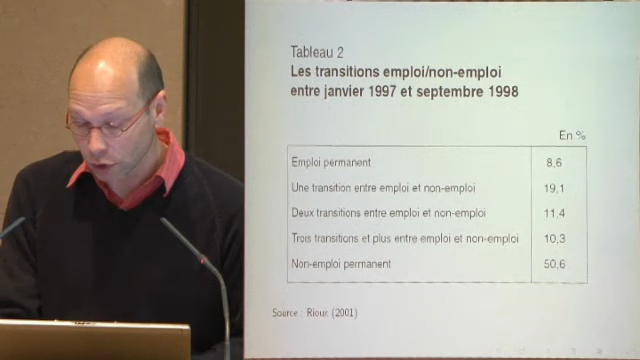 Tableau 2
Les transitions emploi/non-emploi
entre janvier 1997 et septembre 1998
En %
Emploi permanent 8,6
Une transition entre emploi et non-emploi 19,1
Deux transitions entre emploi et non-emploi 11,4
Trois transitions et plus entre emploi et non-emploi 10,3
Non-emploi permanent 50,6
Source : Rioux (2001)